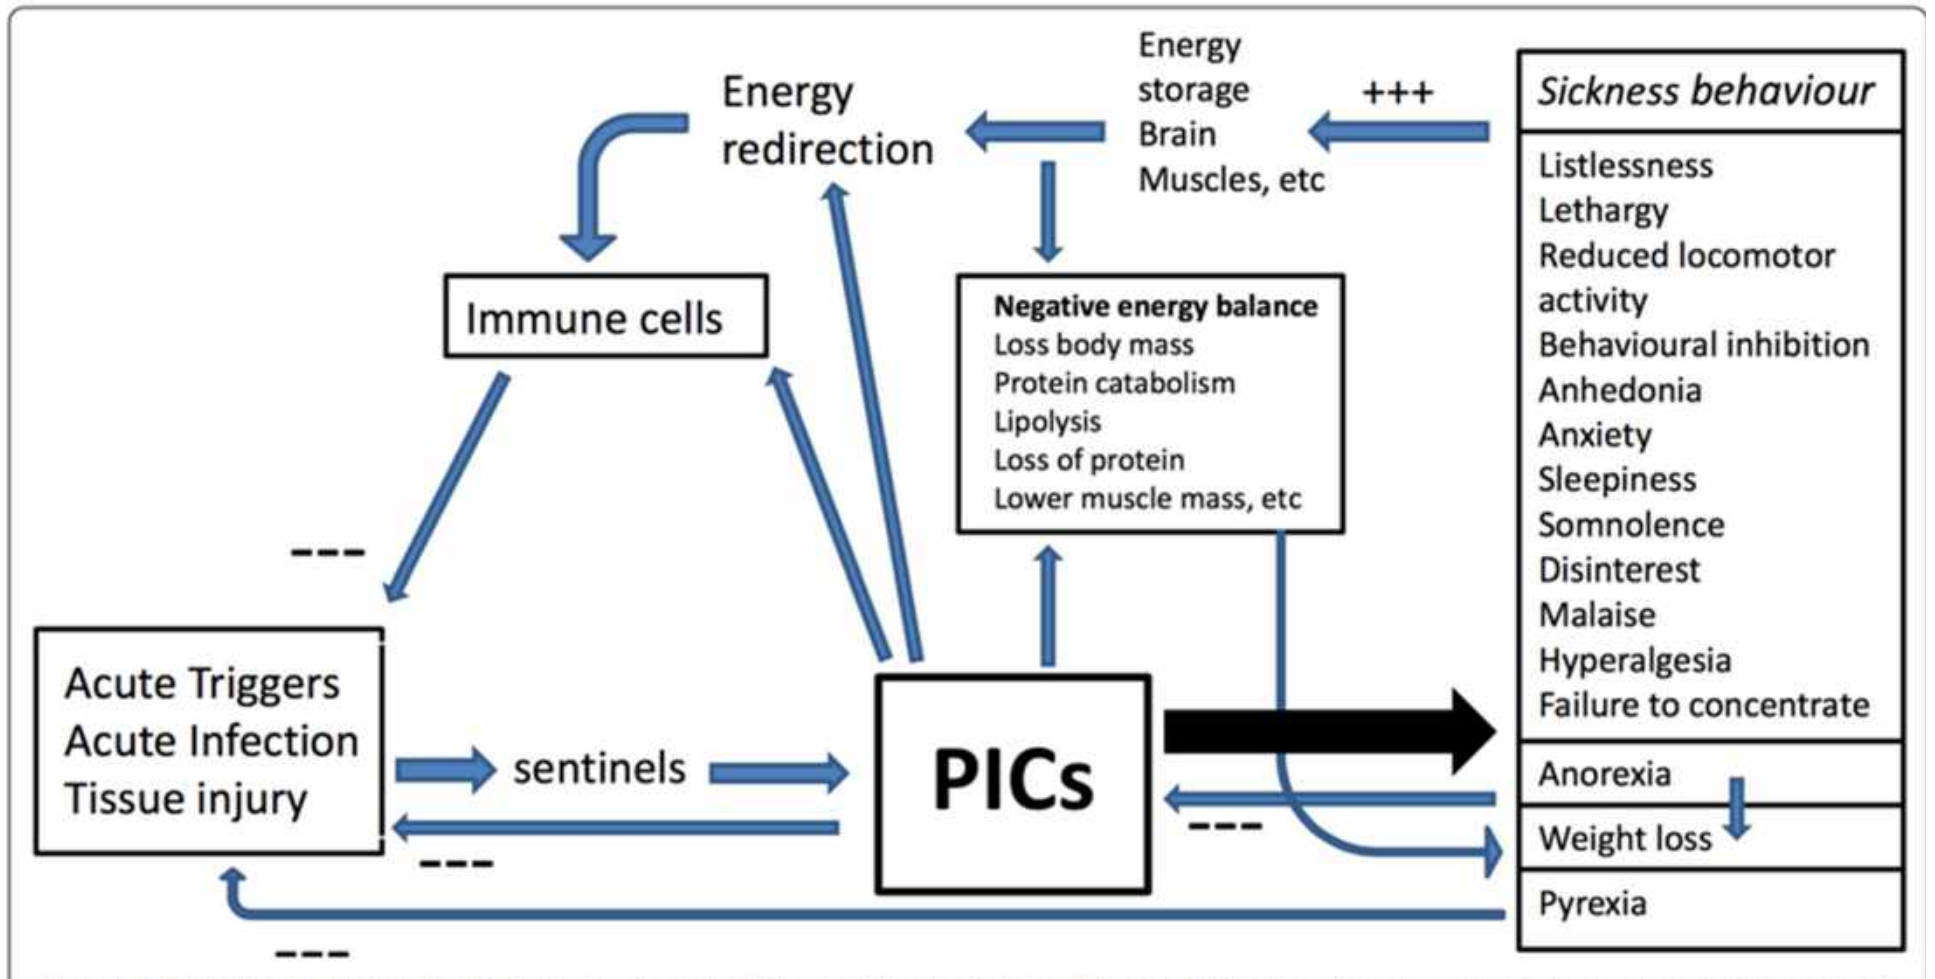 Energy
storage
Brain
Muscles, etc
+++
Sickness behaviour
Energy
redirection
Listlessness
Lethargy
Reduced locomotor
activity
Behavioural inhibition
Anhedonia
Anxiety
Sleepiness
Somnolence
Disinterest
Malaise
Hyperalgesia
Failure to concentrate
Anorexia
Weight loss
Pyrexia
Immune cells
Negative energy balance
Loss body mass
Protein catabolism
Lipolysis
Loss of protein
Lower muscle mass, etc
---
Acute Triggers
Acute Infection
Tissue injury
sentinels
PICs
---
---
---